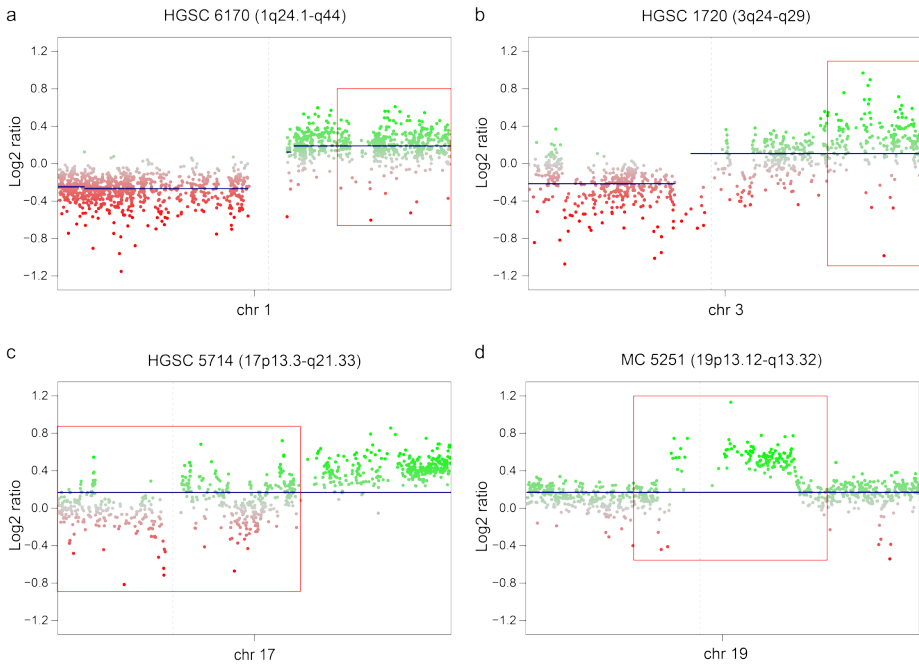 a
HGSC 6170 (1q24.1-q44)
Log2 ratio
1.2
0.8
0.4
0.0
−0.4
−0.8
−1.2
chr 1
b
HGSC 1720 (3q24-q29)
Log2 ratio
1.2
0.8
0.4
0.0
−0.4
−0.8
−1.2
chr 3
c
HGSC 5714 (17p13.3-q21.33)
Log2 ratio
1.2
0.8
0.4
0.0
−0.4
−0.8
−1.2
chr 17
d
MC 5251 (19p13.12-q13.32)
Log2 ratio
1.2
0.8
0.4
0.0
−0.4
−0.8
−1.2
chr 19